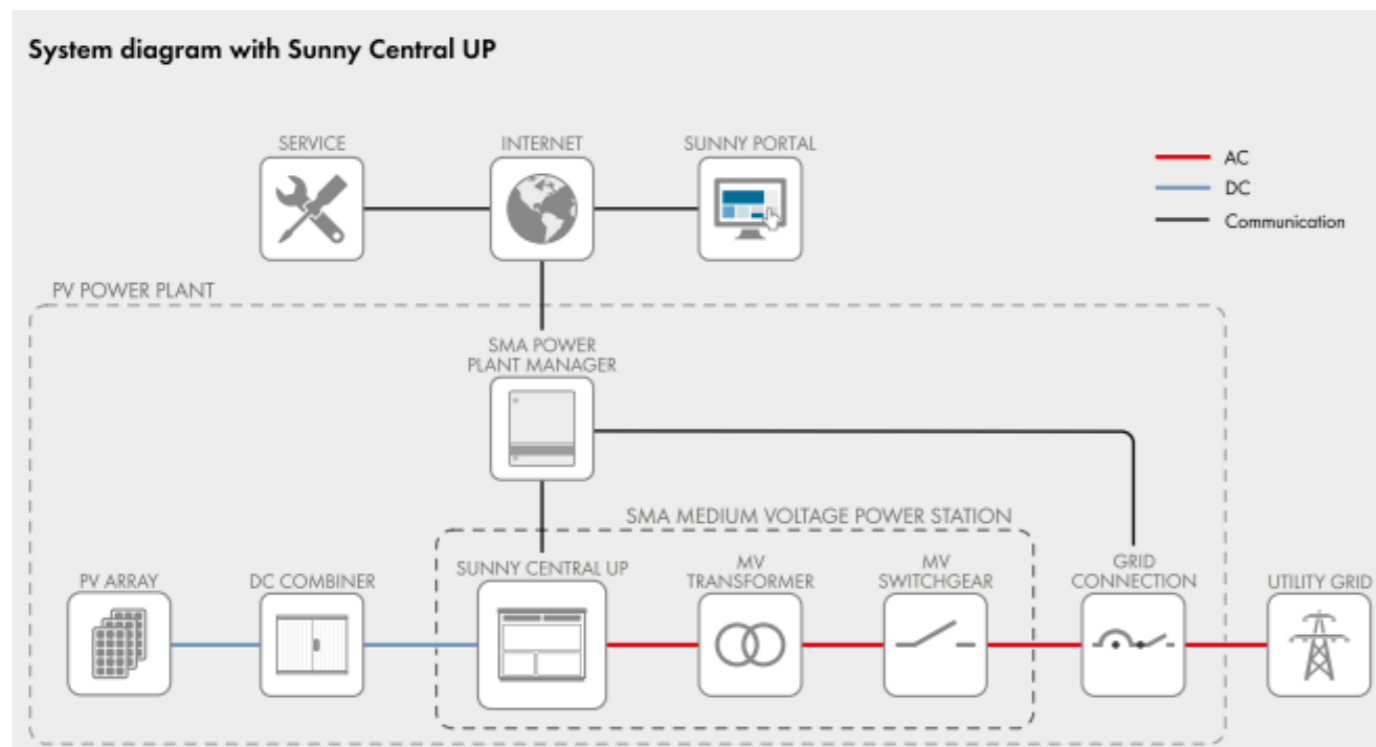 System diagram with Sunny Central UP
SERVICE
INTERNET
SUNNY PORTAL
AC
DC
Communication
PV POWER PLANT
SMA POWER
PLANT MANAGER
SMA MEDIUM VOLTAGE POWER STATION
PV ARRAY
DC COMBINER
SUNNY CENTRAL UP
MV
TRANSFORMER
MV
SWITCHGEAR
GRID
CONNECTION
UTILITY GRID